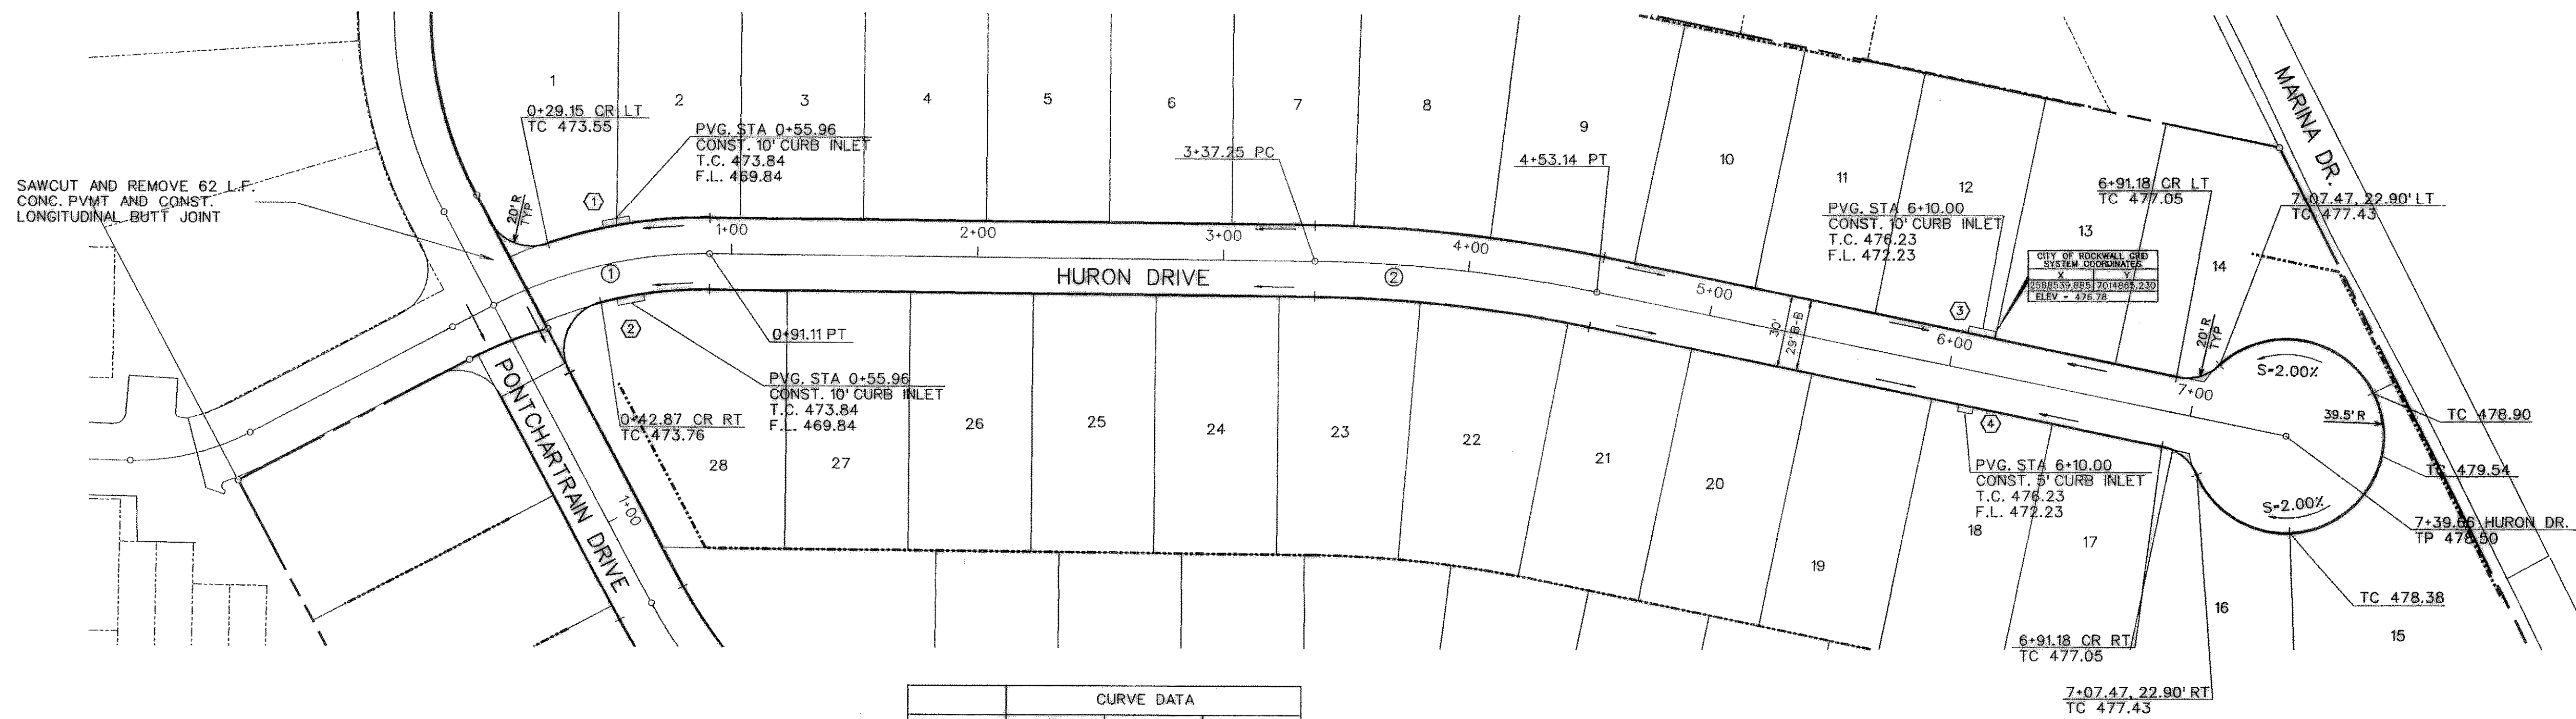 SAWCUT AND REMOVE 62 L.F.
CONC. PVMT AND CONST.
LONGITUDINAL BUTT JOINT
20' R
TYP
1
0+29.15 CR LT
TC 473.55
1
2
3
4
5
6
7
8
9
10
11
12
13
14
PVG. STA 0+55.96
CONST. 10' CURB INLET
T.C. 473.84
F.L. 469.84
3+37.25 PC
4+53.14 PT
PVG. STA 6+10.00
CONST. 10' CURB INLET
T.C. 476.23
F.L. 472.23
CITY OF ROCKWALL GRID
SYSTEM COORDINATES
X Y
2588539.885 7014865.230
ELEV - 476.78
6+91.18 CR LT
TC 477.05
7+07.47, 22.90' LT
TC 477.43
MARINA DR.
1+00
2+00
3+00
4+00
5+00
6+00
7+00
1
HURON DRIVE
2
3
30'
29' B-B
20' R
TYP
S=2.00%
39.5' R
S=2.00%
TC 478.90
TC 479.54
7+39.66 HURON DR.
TP 478.50
TC 478.38
2
0+91.11 PT
PVG. STA 0+55.96
CONST. 10' CURB INLET
T.C. 473.84
F.L. 469.84
0+42.87 CR RT
TC 473.76
PONTCHARTRAIN DRIVE
1+00
28
27
26
25
24
23
22
21
20
19
18
17
16
15
4
PVG. STA 6+10.00
CONST. 5' CURB INLET
T.C. 476.23
F.L. 472.23
6+91.18 CR RT
TC 477.05
7+07.47, 22.90' RT
TC 477.43
CURVE DATA